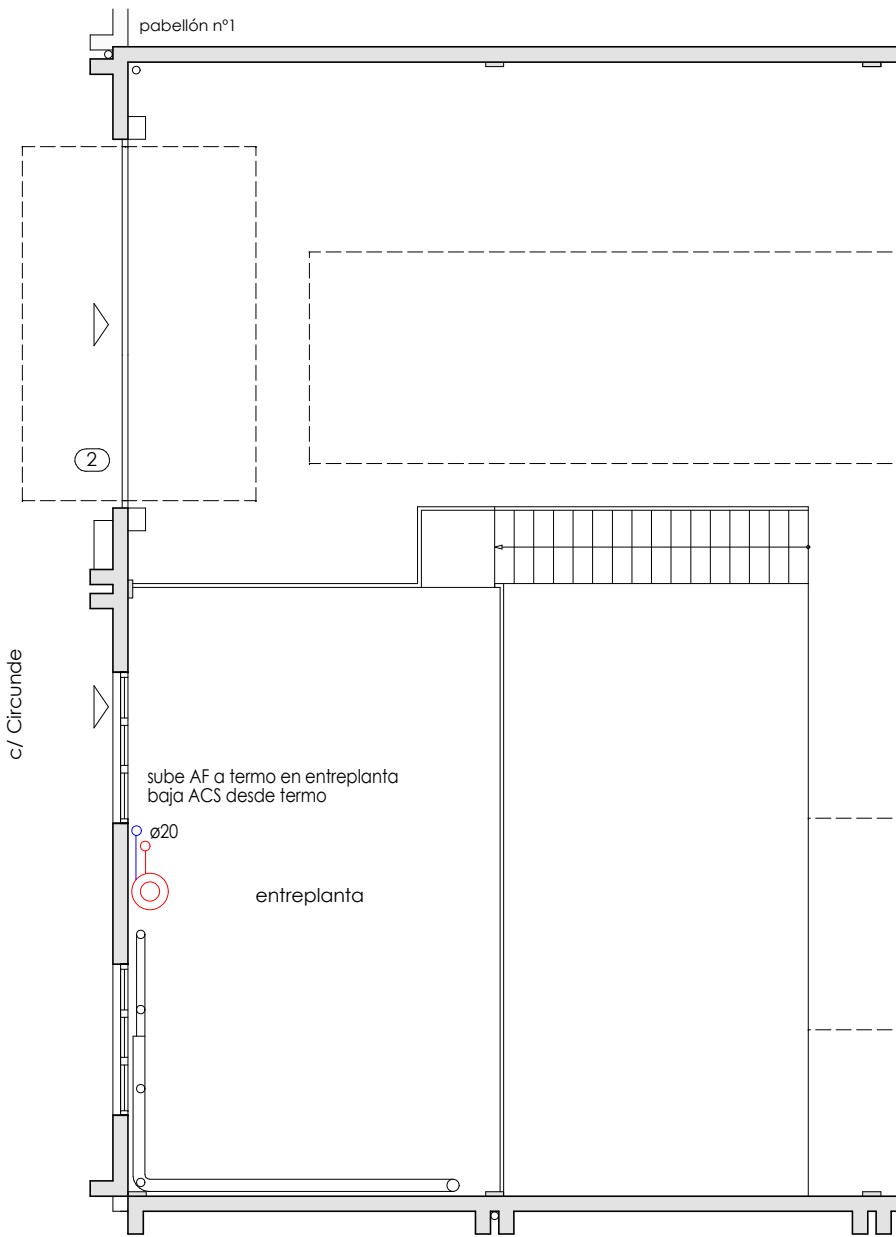 pabellón nº1
2
c/ Circunde
sube AF a termo en entreplanta
baja ACS desde termo
ø20
entreplanta